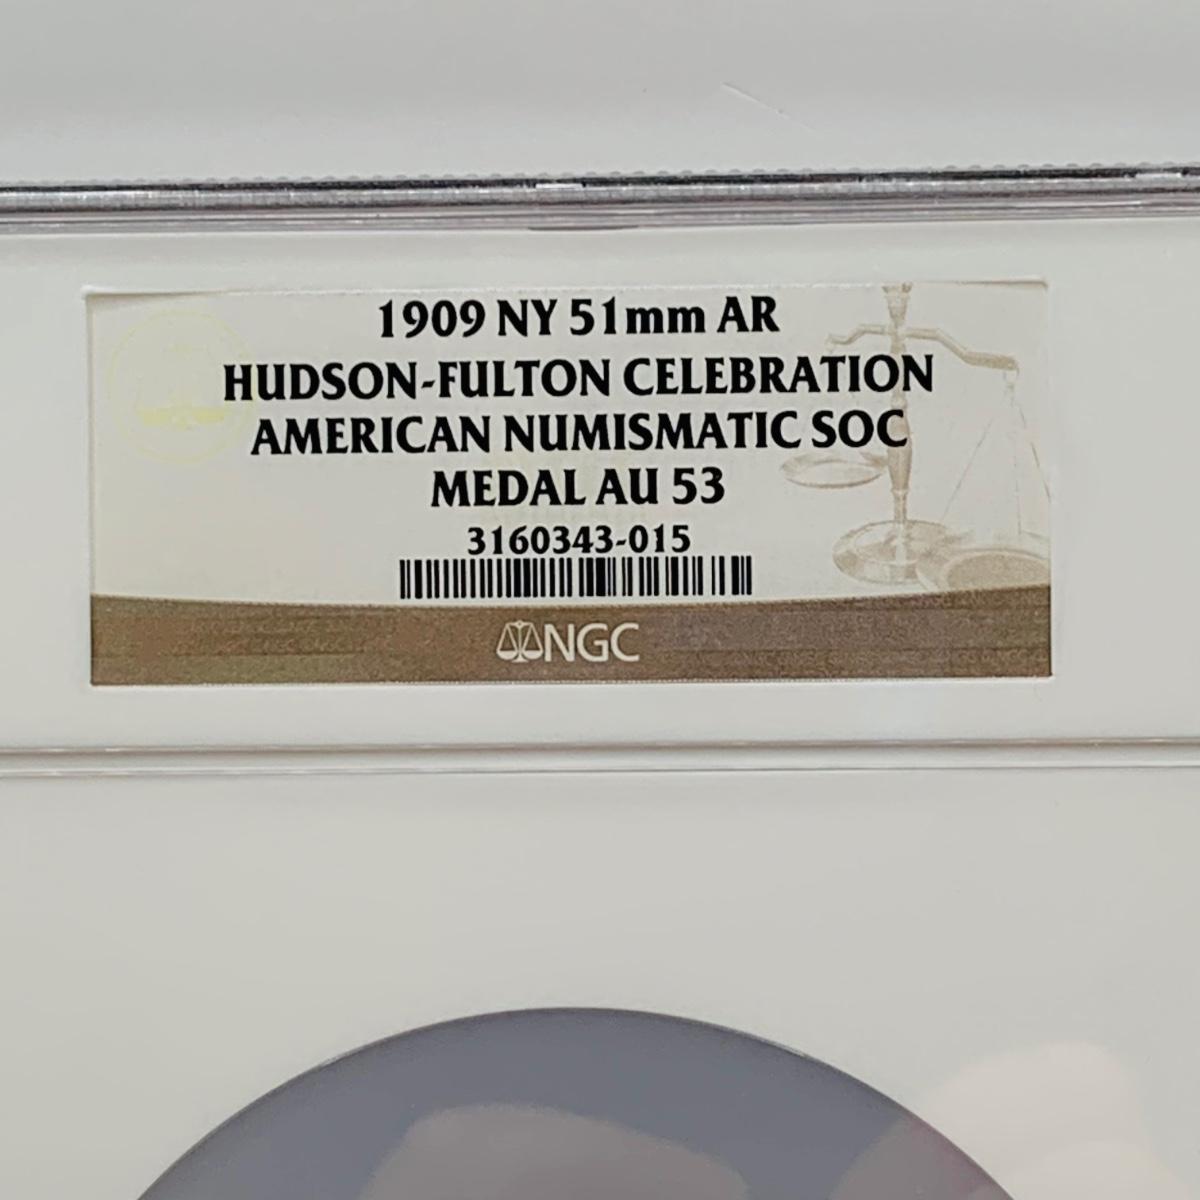 1909 NY 51mm AR
HUDSON-FULTON CELEBRATION
AMERICAN NUMISMATIC SOC
MEDAL AU 53
3160343-015
NGC